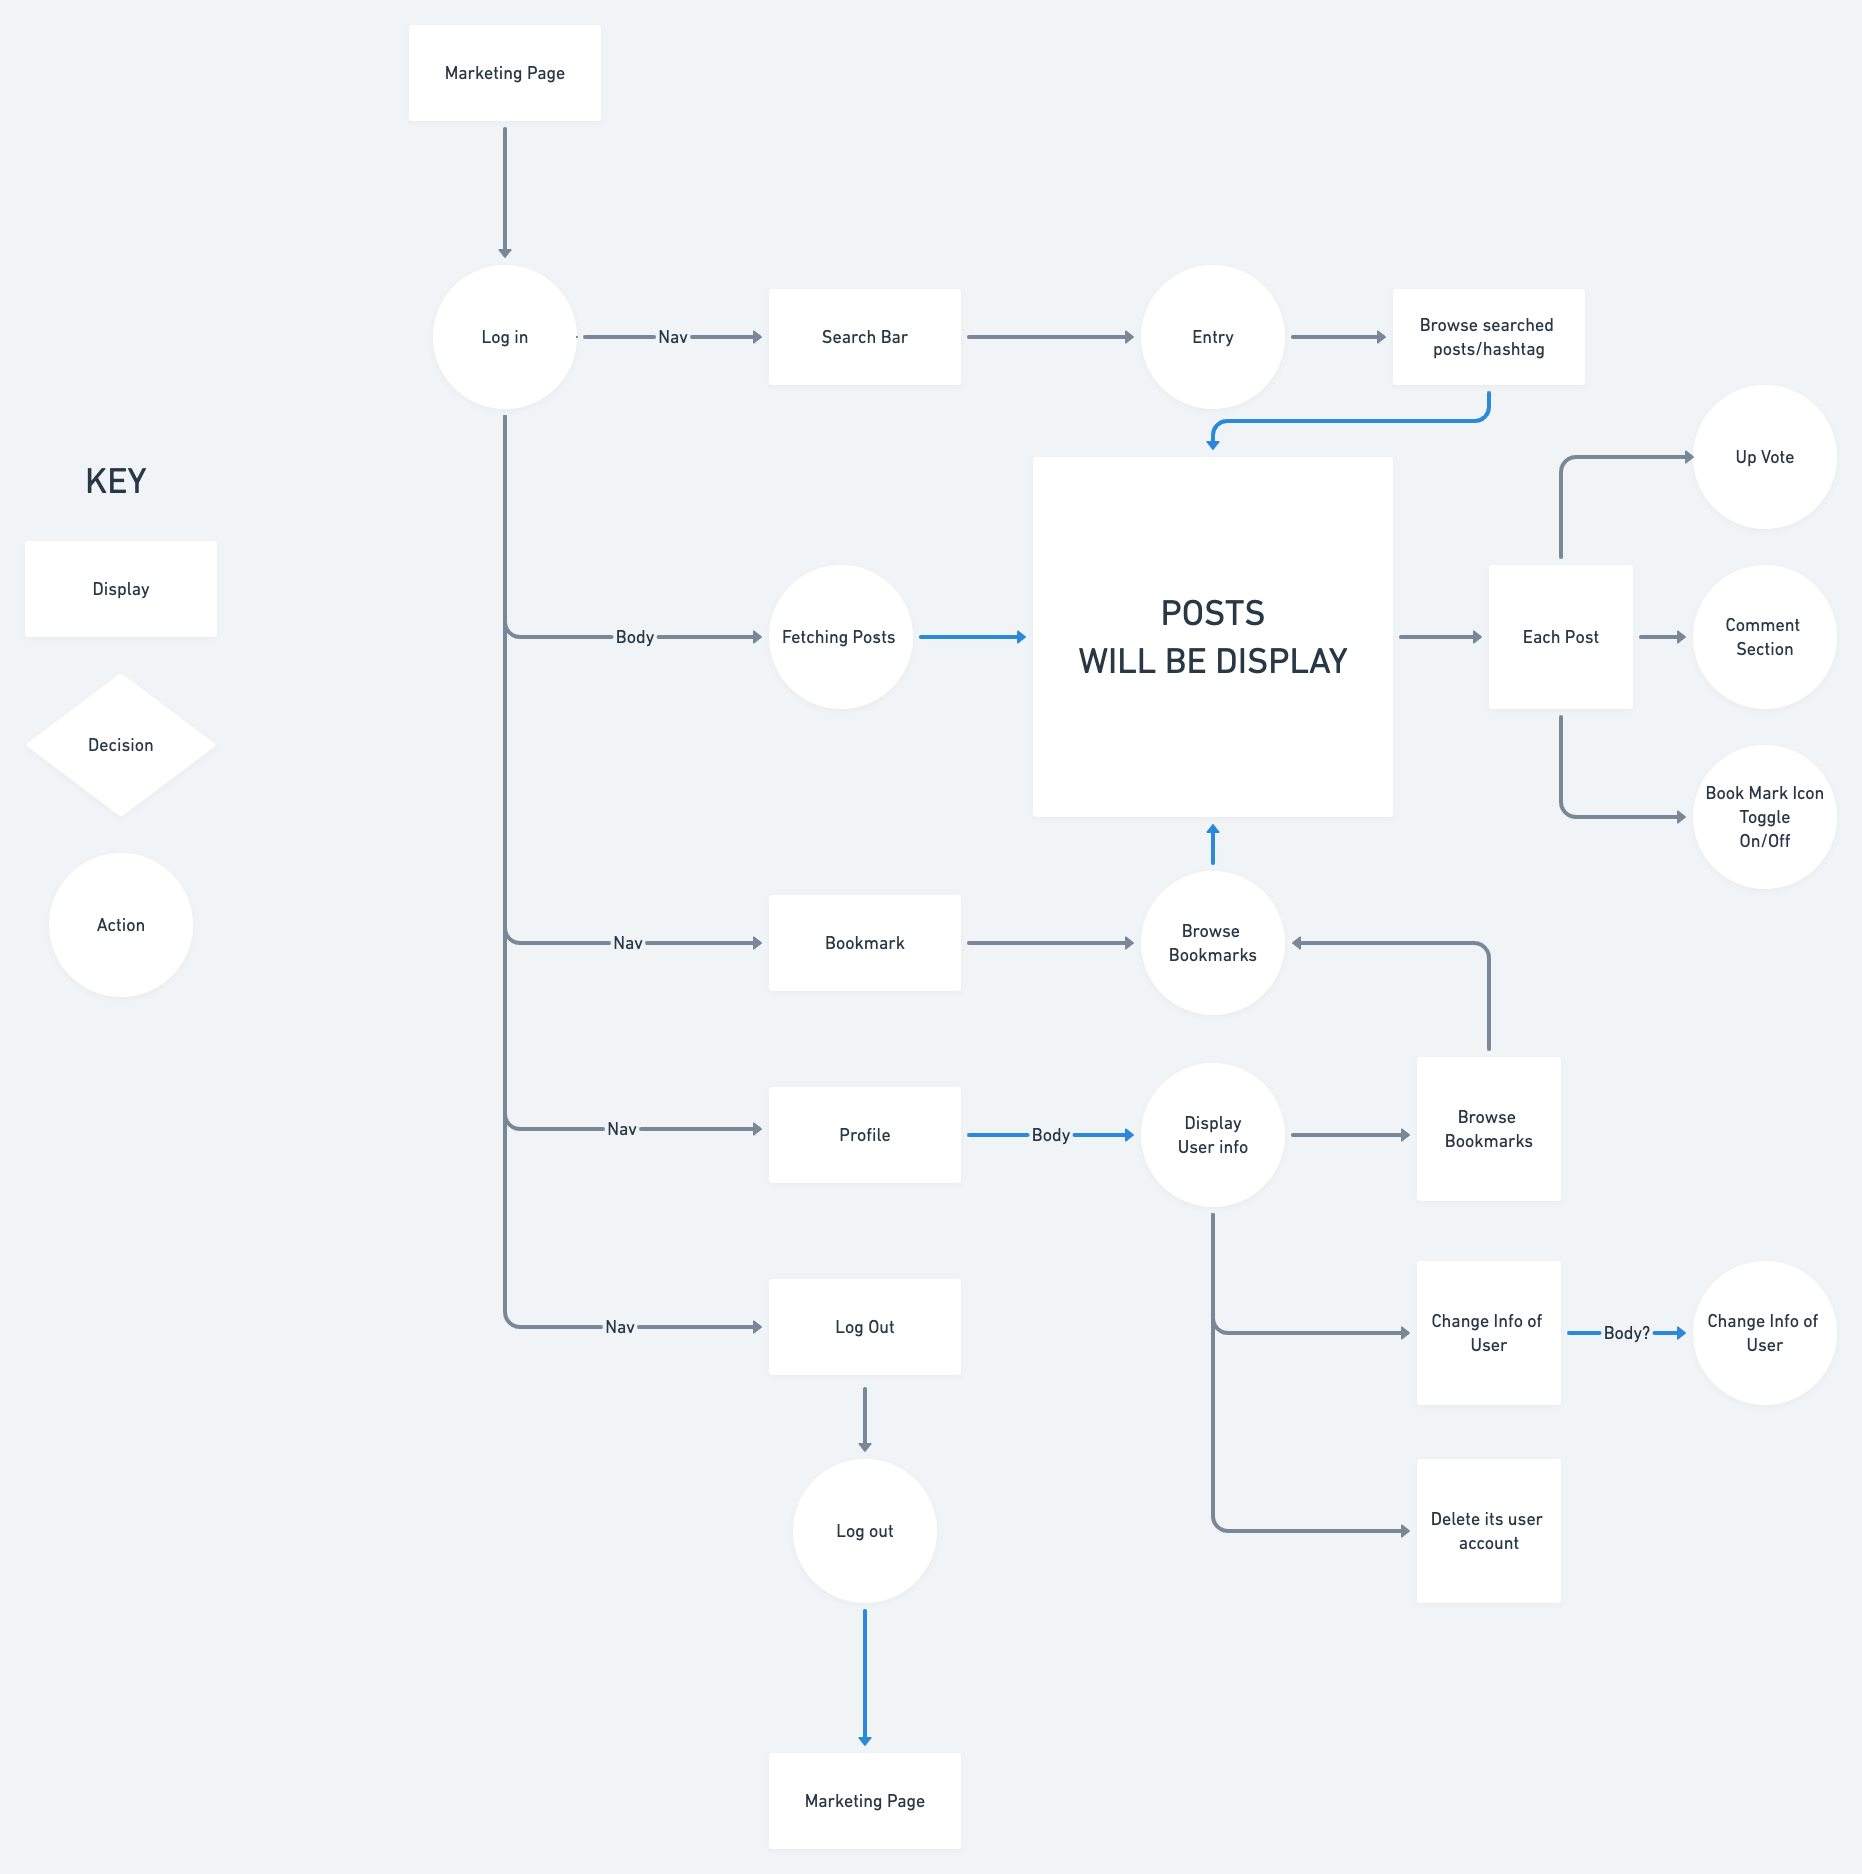 Marketing Page
Log in
Nav
Search Bar
Entry
Browse searched
posts/hashtag
KEY
Display
Decision
Action
Body
Fetching Posts
POSTS
WILL BE DISPLAY
Each Post
Up Vote
Comment
Section
Book Mark Icon
Toggle
On/Off
Nav
Bookmark
Browse
Bookmarks
Nav
Profile
Body
Display
User info
Browse
Bookmarks
Nav
Log Out
Change Info of
User
Body?
Change Info of
User
Log out
Delete its user
account
Marketing Page